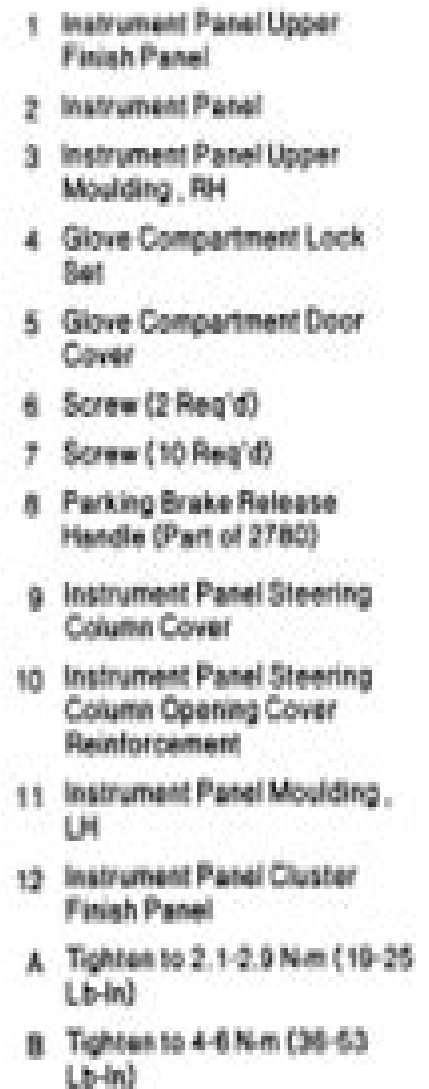 1 Instrument Panel Upper
Finish Panel
2 Instrument Panel
3 Instrument Panel Upper
Moulding , RH
4 Glove Compartment Lock
Set
5 Glove Compartment Door
Cover
6 Screw (2 Req'd)
7 Screw (10 Req'd)
8 Parking Brake Release
Handle (Part of 2780)
9 Instrument Panel Steering
Column Cover
10 Instrument Panel Steering
Column Opening Cover
Reinforcement
11 Instrument Panel Moulding ,
LH
12 Instrument Panel Cluster
Finish Panel
A Tighten to 2.1-2.9 N-m (19-25
Lb-In)
B Tighten to 4-6 N-m (36-53
Lb-In)